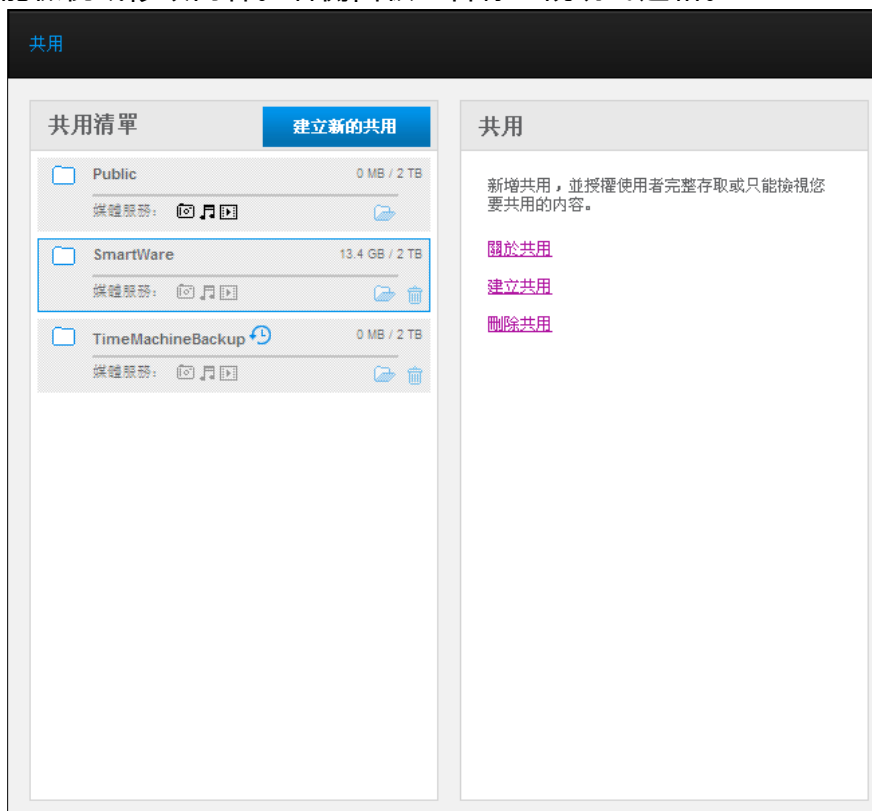 共用
共用清單
建立新的共用
Public
0 MB / 2 TB
媒體服務:
SmartWare
13.4 GB / 2 TB
媒體服務:
TimeMachineBackup
0 MB / 2 TB
媒體服務:
共用
新增共用，並授權使用者完整存取或只能檢視您
要共用的內容。
關於共用
建立共用
刪除共用